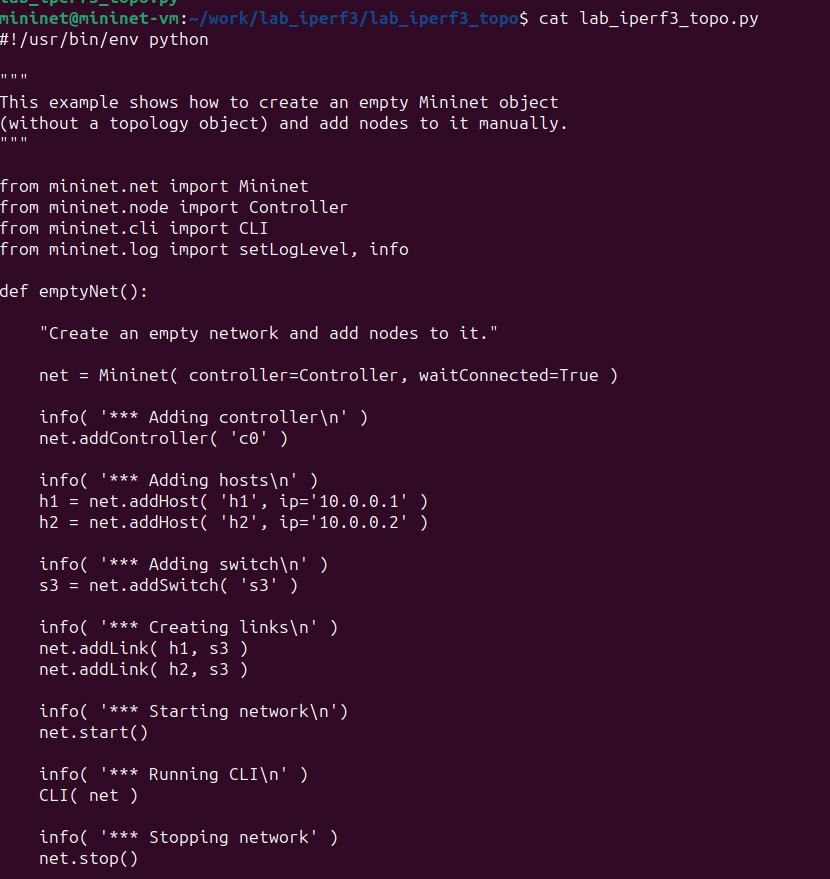 lab_iperf3_topo.py
mininet@mininet-vm:~/work/lab_iperf3/lab_iperf3_topo$ cat lab_iperf3_topo.py
#!/usr/bin/env python

"""
This example shows how to create an empty Mininet object
(without a topology object) and add nodes to it manually.
"""

from mininet.net import Mininet
from mininet.node import Controller
from mininet.cli import CLI
from mininet.log import setLogLevel, info

def emptyNet():

    "Create an empty network and add nodes to it."

    net = Mininet( controller=Controller, waitConnected=True )

    info( '*** Adding controller\n' )
    net.addController( 'c0' )

    info( '*** Adding hosts\n' )
    h1 = net.addHost( 'h1', ip='10.0.0.1' )
    h2 = net.addHost( 'h2', ip='10.0.0.2' )

    info( '*** Adding switch\n' )
    s3 = net.addSwitch( 's3' )

    info( '*** Creating links\n' )
    net.addLink( h1, s3 )
    net.addLink( h2, s3 )

    info( '*** Starting network\n')
    net.start()

    info( '*** Running CLI\n' )
    CLI( net )

    info( '*** Stopping network' )
    net.stop()